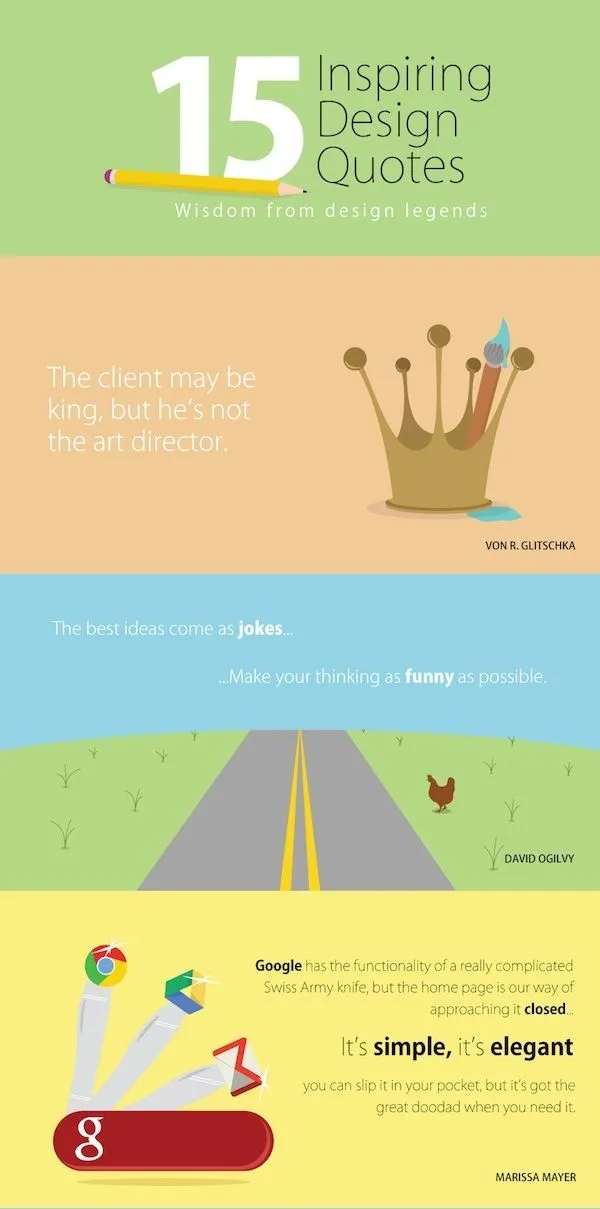 15
Inspiring
Design
Quotes
Wisdom from design legends
The client may be
king, but he's not
the art director.
VON R. GLITSCHKA
The best ideas come as jokes...
...Make your thinking as funny as possible.
DAVID OGILVY
Google has the functionality of a really complicated
Swiss Army knife, but the home page is our way of
approaching it closed...
It's simple, it's elegant
you can slip it in your pocket, but it's got the
great doodad when you need it.
g
MARISSA MAYER